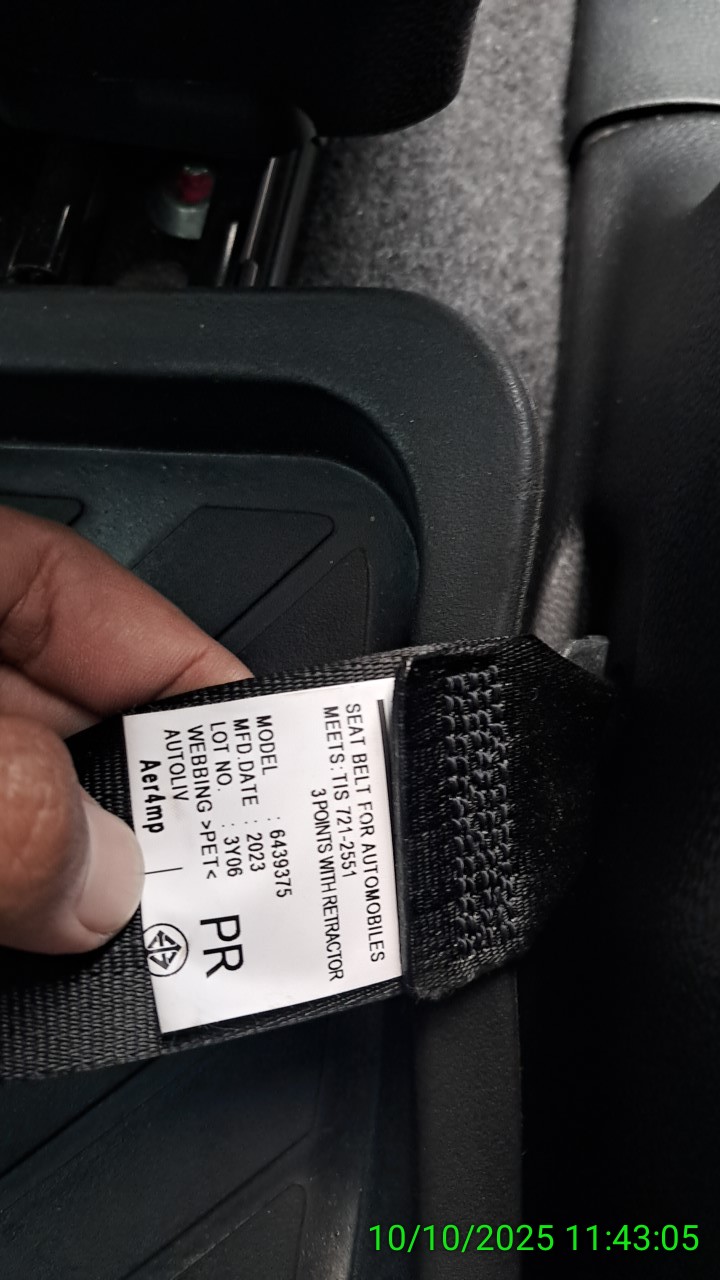 SEAT BELT FOR AUTOMOBILES
MEETS: TIS 721-2551
3 POINTS WITH RETRACTOR
MODEL : 6439375
MFD.DATE : 2023
LOT NO. : 3Y06
WEBBING >PET<
AUTOLIV
PR
Aer4mp
10/10/2025 11:43:05